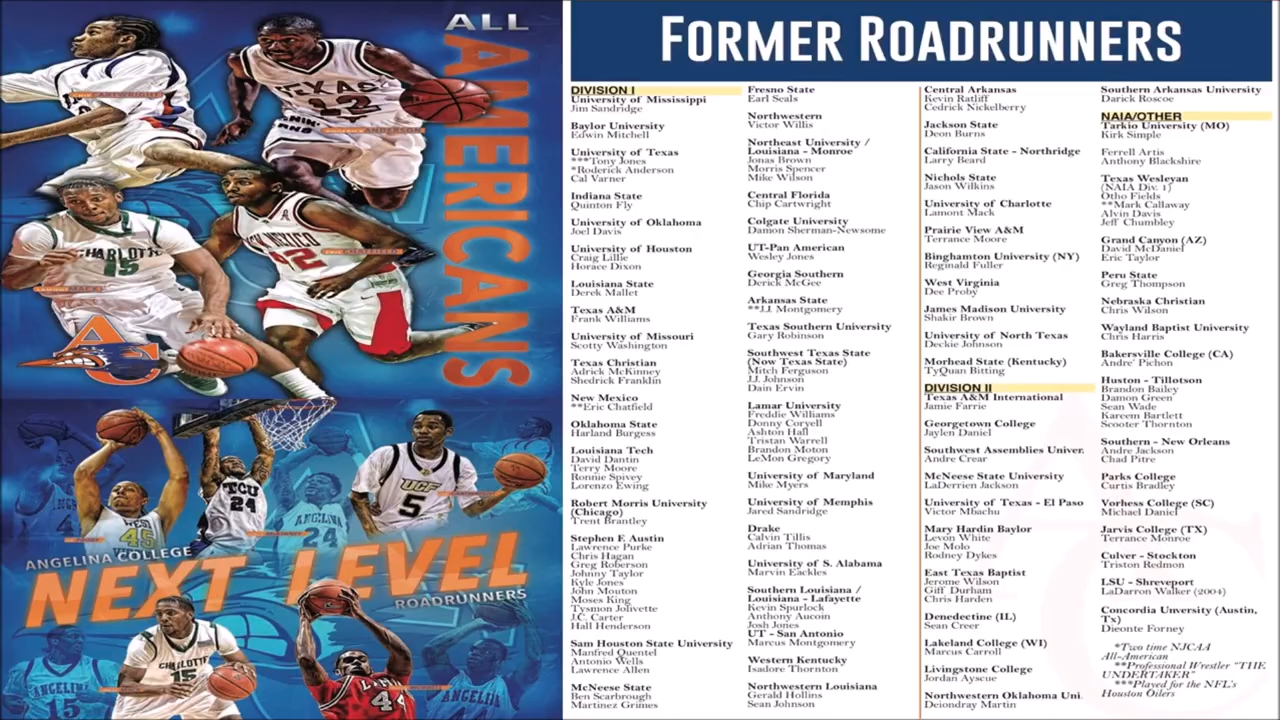 ALL
AMERICANS
TEXAS
12
CHARLOTTE
15
42
AC
UCF
5
TCU
24
WEST
45
ANGELINA
24
ANGELINA COLLEGE
NEXT LEVEL
ROADRUNNERS
CHARLOTTE
15
ANGELINA
FORMER ROADRUNNERS
DIVISION I
University of Mississippi
Jim Sandridge
Baylor University
Edwin Mitchell
University of Texas
***Tony Jones
*Roderick Anderson
Cal Varner
Indiana State
Quinton Fly
University of Oklahoma
Joel Davis
University of Houston
Craig Lillie
Horace Dixon
Louisiana State
Derek Mallet
Texas A&M
Frank Williams
University of Missouri
Scotty Washington
Texas Christian
Adrick McKinney
Shedrick Franklin
New Mexico
**Eric Chatfield
Oklahoma State
Harland Burgess
Louisiana Tech
David Dantin
Terry Moore
Ronnie Spivey
Lorenzo Ewing
Robert Morris University
(Chicago)
Trent Brantley
Stephen F. Austin
Lawrence Purke
Chris Hagan
Greg Roberson
Johnny Taylor
Kyle Jones
John Mouton
Moses King
Tysmon Jolivette
J.C. Carter
Hall Henderson
Sam Houston State University
Manfred Quentel
Antonio Wells
Lawrence Allen
McNeese State
Ben Scarbrough
Martinez Grimes
Fresno State
Earl Seals
Northwestern
Victor Willis
Northeast University /
Louisiana - Monroe
Jonas Brown
Morris Spencer
Mike Wilson
Central Florida
Chip Cartwright
Colgate University
Damon Sherman-Newsome
UT-Pan American
Wesley Jones
Georgia Southern
Derick McGee
Arkansas State
**J.J. Montgomery
Texas Southern University
Gary Robinson
Southwest Texas State
(Now Texas State)
Mitch Ferguson
J.J. Johnson
Dain Ervin
Lamar University
Freddie Williams
Donny Coryell
Ashton Hall
Tristan Warrell
Brandon Moton
LeMon Gregory
University of Maryland
Mike Myers
University of Memphis
Jared Sandridge
Drake
Calvin Tillis
Adrian Thomas
University of S. Alabama
Marvin Eackles
Southern Louisiana /
Louisiana - Lafayette
Kevin Spurlock
Anthony Aucoin
Josh Jones
UT - San Antonio
Marcus Montgomery
Western Kentucky
Isadore Thornton
Northwestern Louisiana
Gerald Hollins
Sean Johnson
Central Arkansas
Kevin Ratliff
Cedrick Nickelberry
Jackson State
Deon Burns
California State - Northridge
Larry Beard
Nichols State
Jason Wilkins
University of Charlotte
Lamont Mack
Prairie View A&M
Terrance Moore
Binghamton University (NY)
Reginald Fuller
West Virginia
Dee Proby
James Madison University
Shakir Brown
University of North Texas
Deckie Johnson
Morhead State (Kentucky)
TyQuan Bitting
DIVISION II
Texas A&M International
Jamie Farrie
Georgetown College
Jaylen Daniel
Southwest Assemblies Univer.
Andre Crear
McNeese State University
LaDerrien Jackson
University of Texas - El Paso
Victor Mbachu
Mary Hardin Baylor
Levon White
Joe Molo
Rodney Dykes
East Texas Baptist
Jerome Wilson
Giff Durham
Chris Harden
Denedectine (IL)
Sean Creer
Lakeland College (WI)
Marcus Carroll
Livingstone College
Jordan Ayscue
Northwestern Oklahoma Uni.
Deiondray Martin
Southern Arkansas University
Darick Roscoe
NAIA/OTHER
Tarkio University (MO)
Kirk Simple
Ferrell Artis
Anthony Blackshire
Texas Wesleyan
(NAIA Div. 1)
Otho Fields
**Mark Callaway
Alvin Davis
Jeff Chumbley
Grand Canyon (AZ)
David McDaniel
Eric Taylor
Peru State
Greg Thompson
Nebraska Christian
Chris Wilson
Wayland Baptist University
Chris Harris
Bakersville College (CA)
Andre' Pichon
Huston - Tillotson
Brandon Bailey
Damon Green
Sean Wade
Kareem Bartlett
Scooter Thornton
Southern - New Orleans
Andre Jackson
Chad Pitre
Parks College
Curtis Bradley
Vorhess College (SC)
Michael Daniel
Jarvis College (TX)
Terrance Monroe
Culver - Stockton
Triston Redmon
LSU - Shreveport
LaDarron Walker (2004)
Concordia Unversity (Austin,
Tx)
Dieonte Forney
*Two time NJCAA
All-American
**Professional Wrestler "THE
UNDERTAKER"
***Played for the NFL's
Houston Oilers